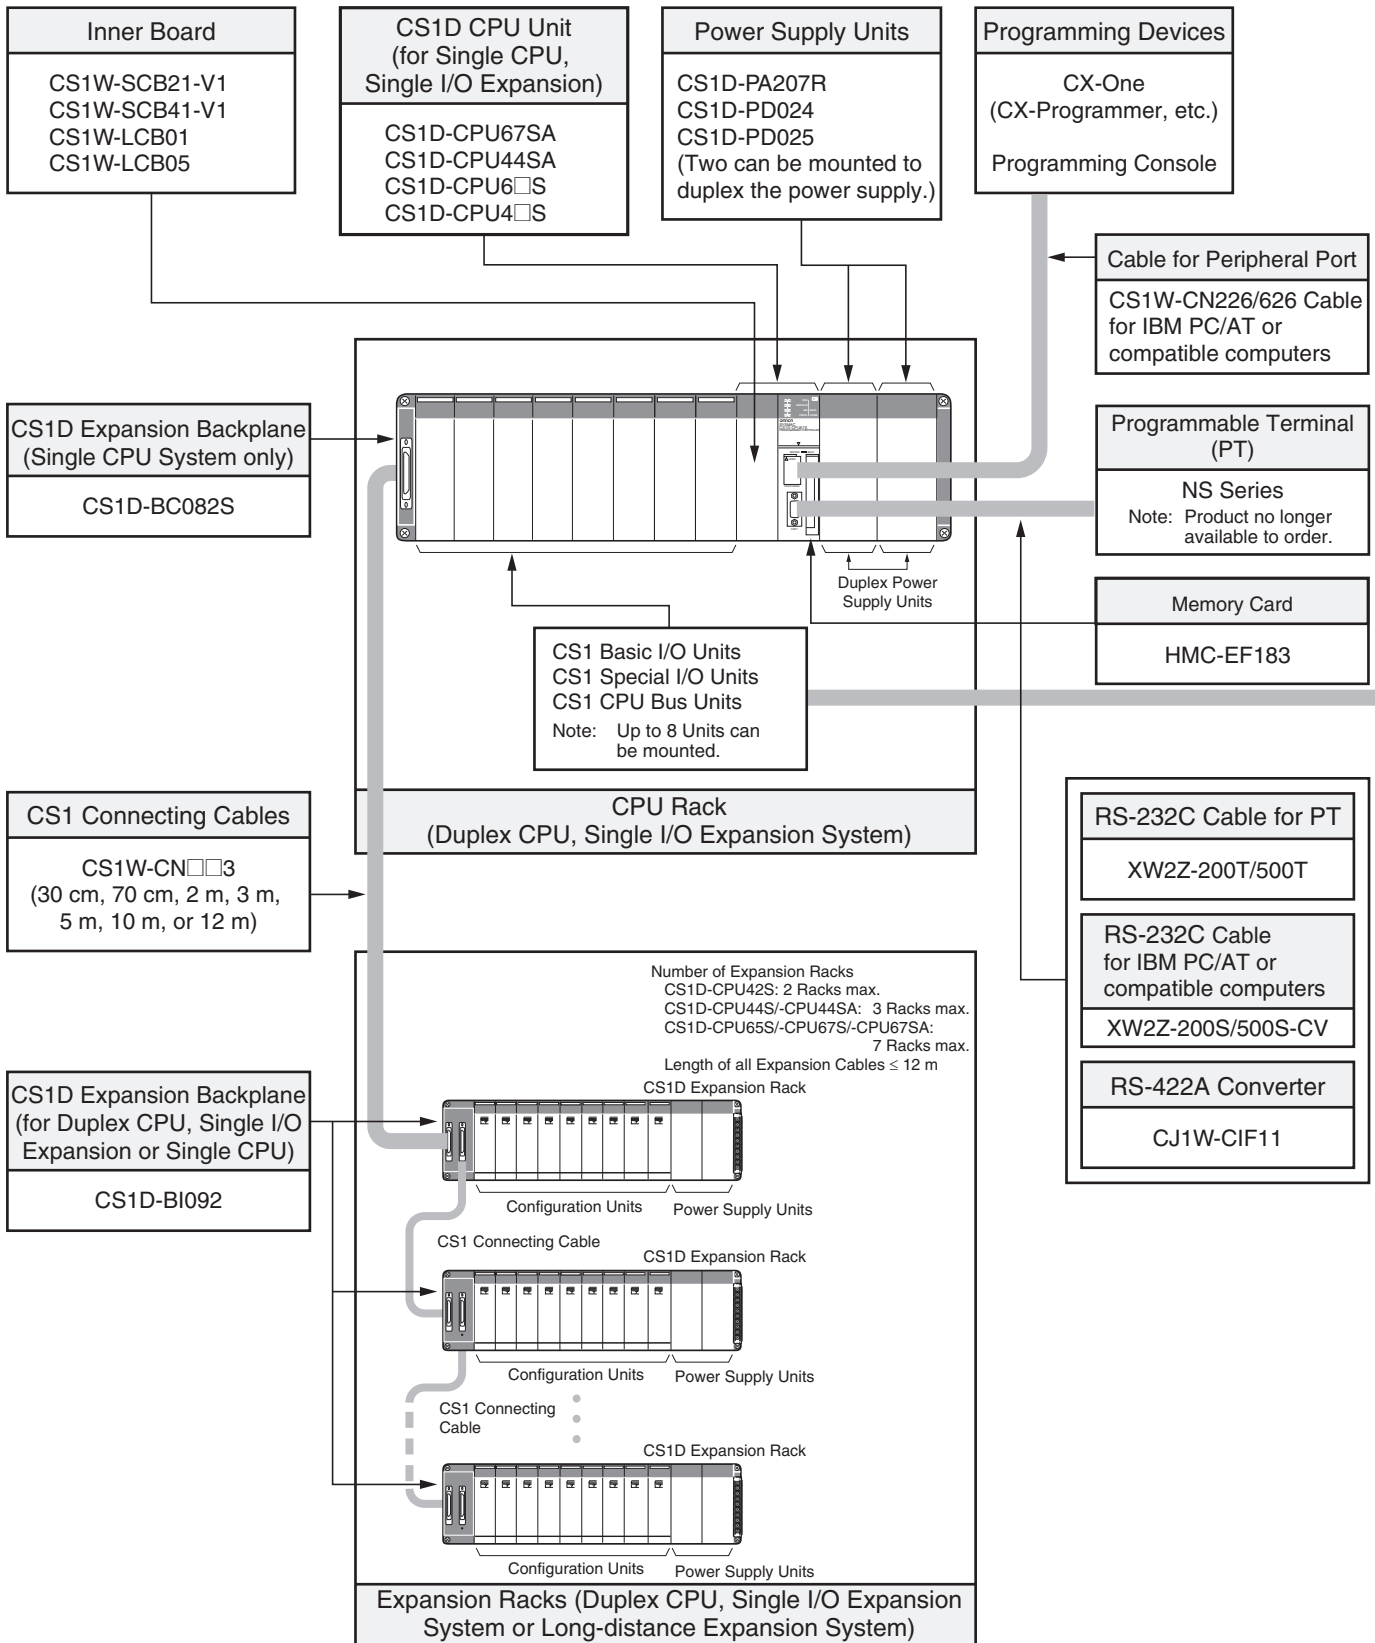 Inner Board
CS1W-SCB21-V1
CS1W-SCB41-V1
CS1W-LCB01
CS1W-LCB05
CS1D CPU Unit
(for Single CPU,
Single I/O Expansion)
CS1D-CPU67SA
CS1D-CPU44SA
CS1D-CPU6□S
CS1D-CPU4□S
Power Supply Units
CS1D-PA207R
CS1D-PD024
CS1D-PD025
(Two can be mounted to
duplex the power supply.)
Programming Devices
CX-One
(CX-Programmer, etc.)
Programming Console
Cable for Peripheral Port
CS1W-CN226/626 Cable
for IBM PC/AT or
compatible computers
CS1D Expansion Backplane
(Single CPU System only)
CS1D-BC082S
Programmable Terminal
(PT)
NS Series
Note: Product no longer
available to order.
Duplex Power
Supply Units
Memory Card
HMC-EF183
CS1 Basic I/O Units
CS1 Special I/O Units
CS1 CPU Bus Units
Note: Up to 8 Units can
be mounted.
CPU Rack
(Duplex CPU, Single I/O Expansion System)
CS1 Connecting Cables
CS1W-CN□□3
(30 cm, 70 cm, 2 m, 3 m,
5 m, 10 m, or 12 m)
RS-232C Cable for PT
XW2Z-200T/500T
RS-232C Cable
for IBM PC/AT or
compatible computers
XW2Z-200S/500S-CV
RS-422A Converter
CJ1W-CIF11
Number of Expansion Racks
CS1D-CPU42S: 2 Racks max.
CS1D-CPU44S/-CPU44SA: 3 Racks max.
CS1D-CPU65S/-CPU67S/-CPU67SA:
7 Racks max.
Length of all Expansion Cables ≤ 12 m
CS1D Expansion Rack
CS1D Expansion Backplane
(for Duplex CPU, Single I/O
Expansion or Single CPU)
CS1D-BI092
Configuration Units
Power Supply Units
CS1 Connecting Cable
CS1D Expansion Rack
Configuration Units
Power Supply Units
CS1 Connecting
Cable
CS1D Expansion Rack
Configuration Units
Power Supply Units
Expansion Racks (Duplex CPU, Single I/O Expansion
System or Long-distance Expansion System)